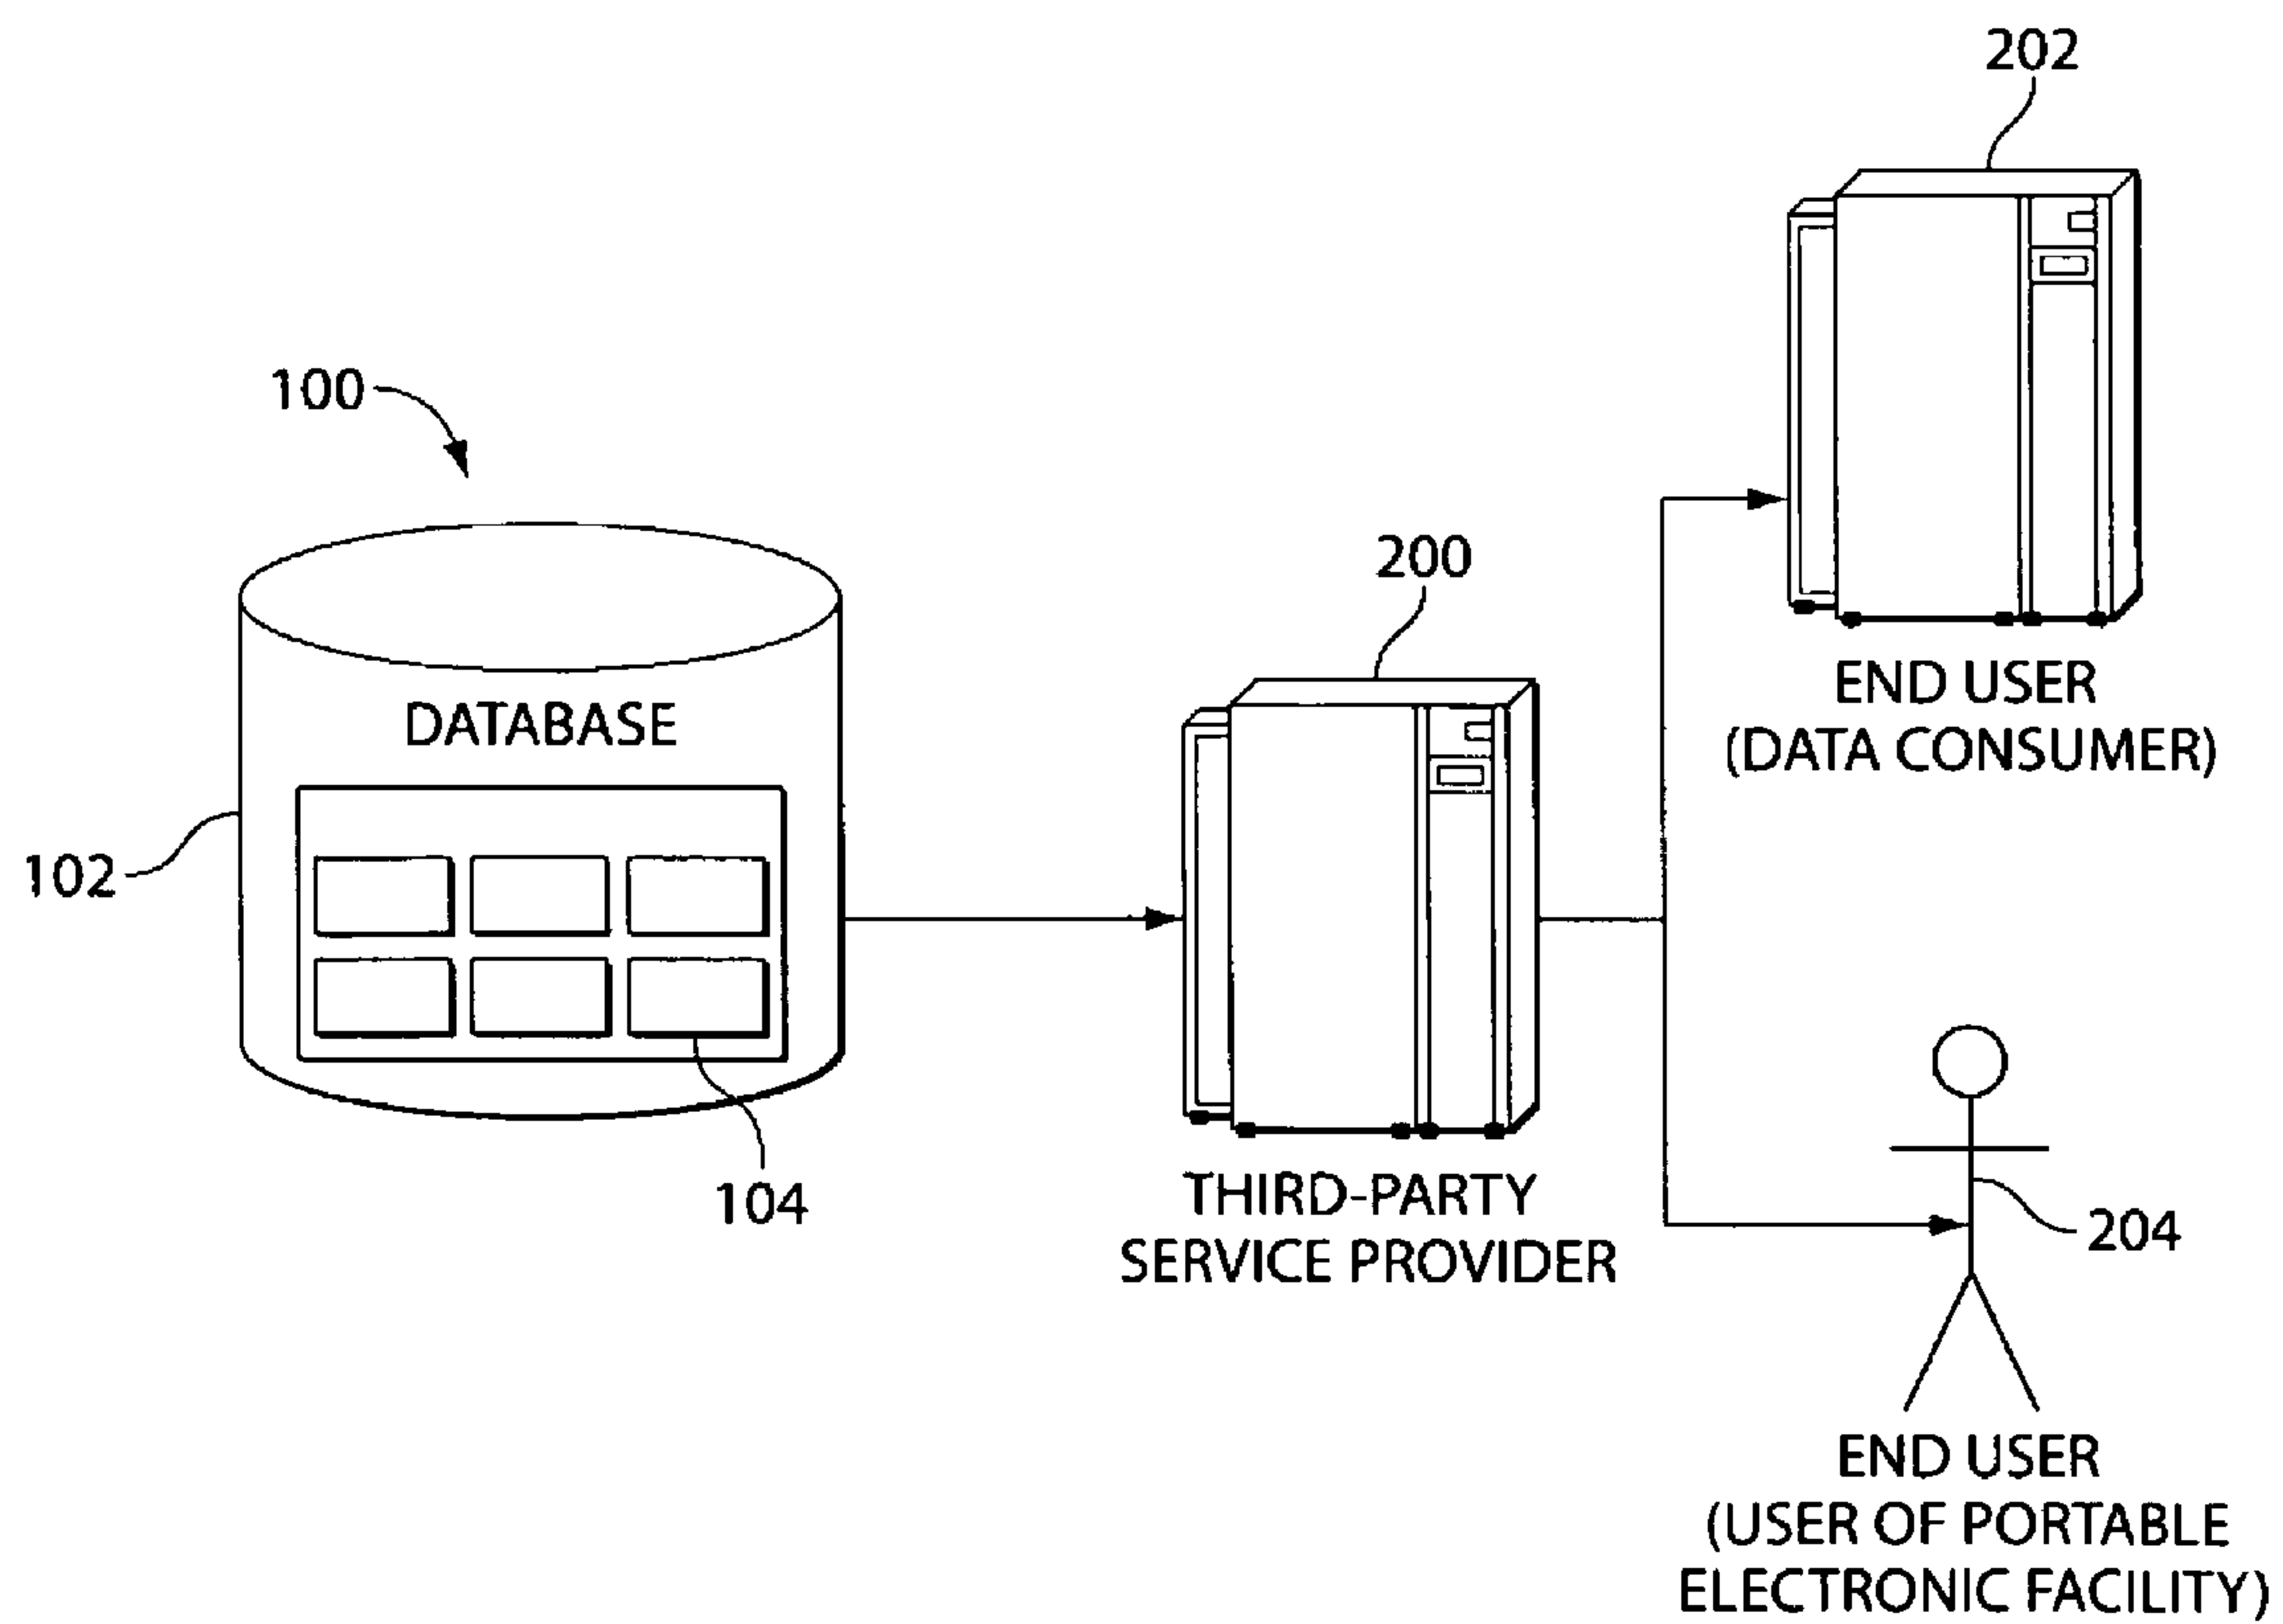 202
100
200
DATABASE
END USER
(DATA CONSUMER)
102
104
THIRD-PARTY
SERVICE PROVIDER
204
END USER
(USER OF PORTABLE
ELECTRONIC FACILITY)